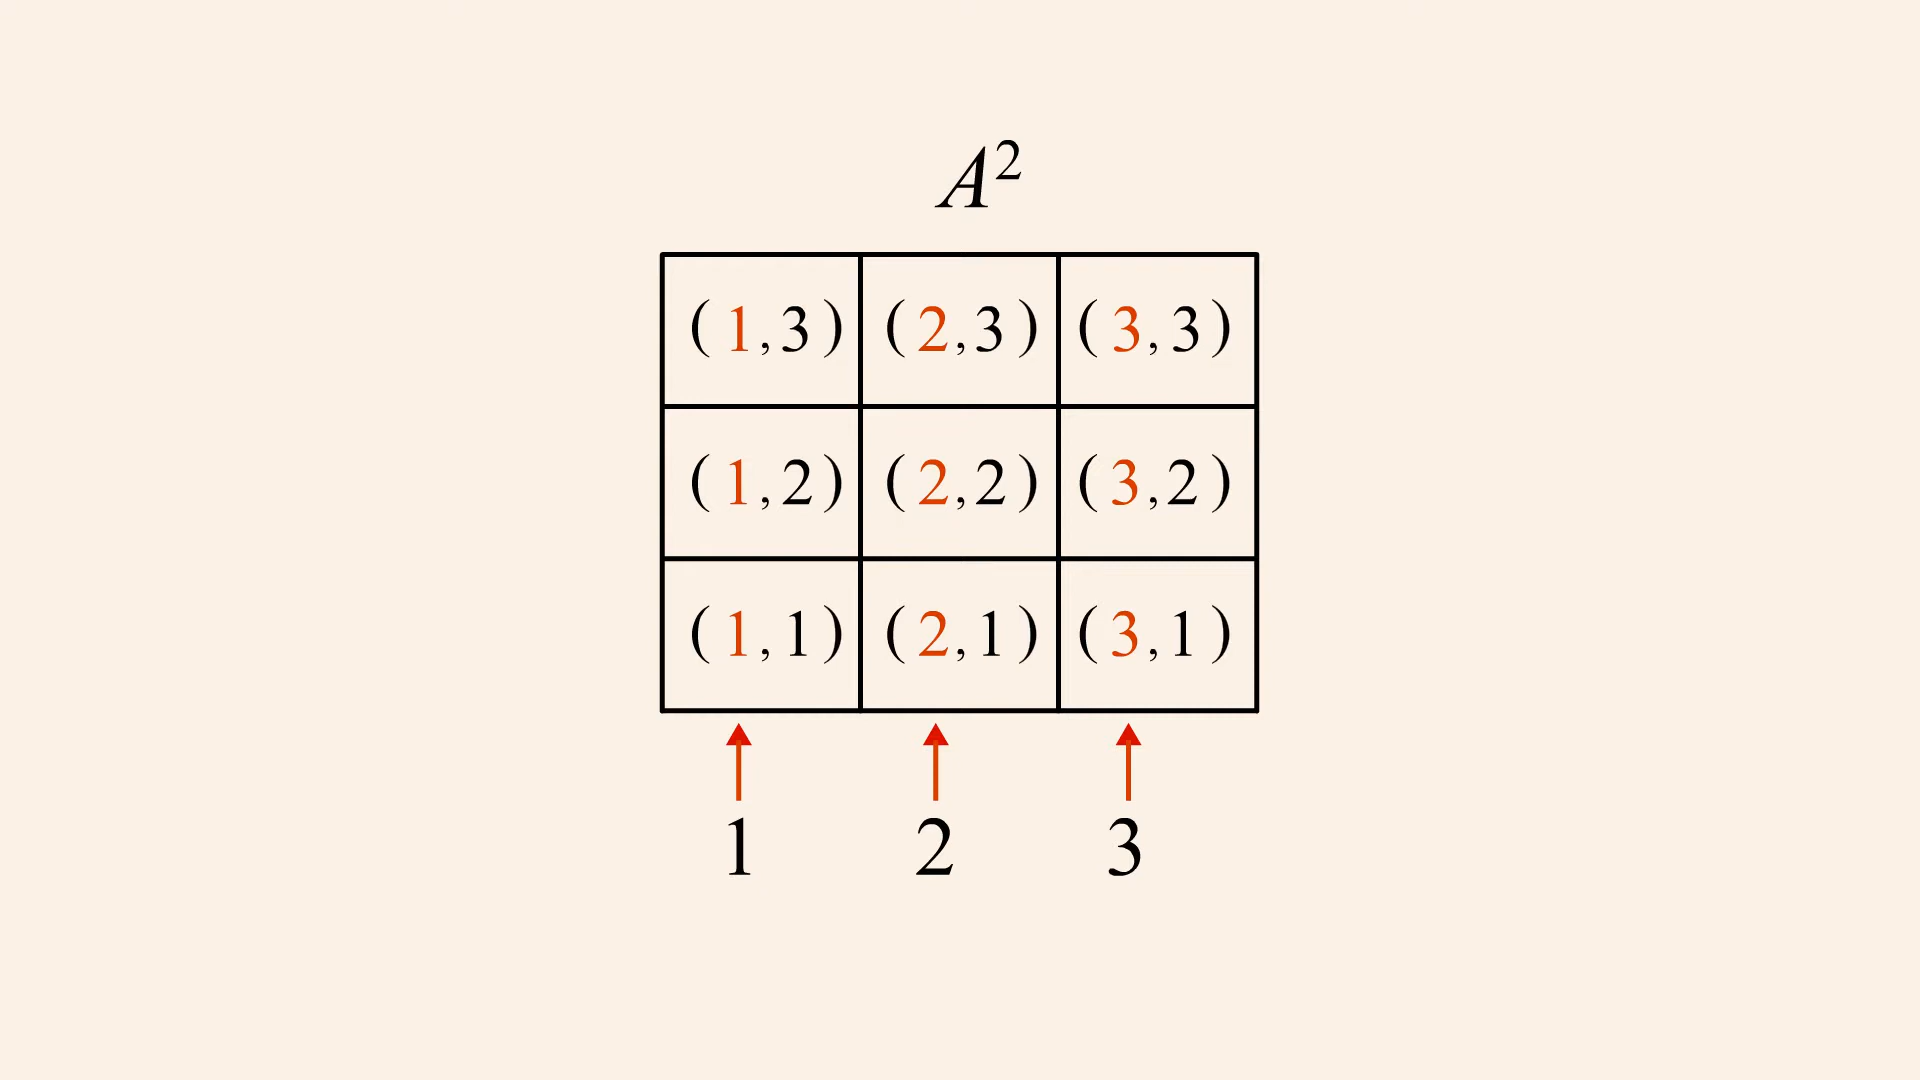 A²
(1,3) (2,3) (3,3)
(1,2) (2,2) (3,2)
(1,1) (2,1) (3,1)
1 2 3